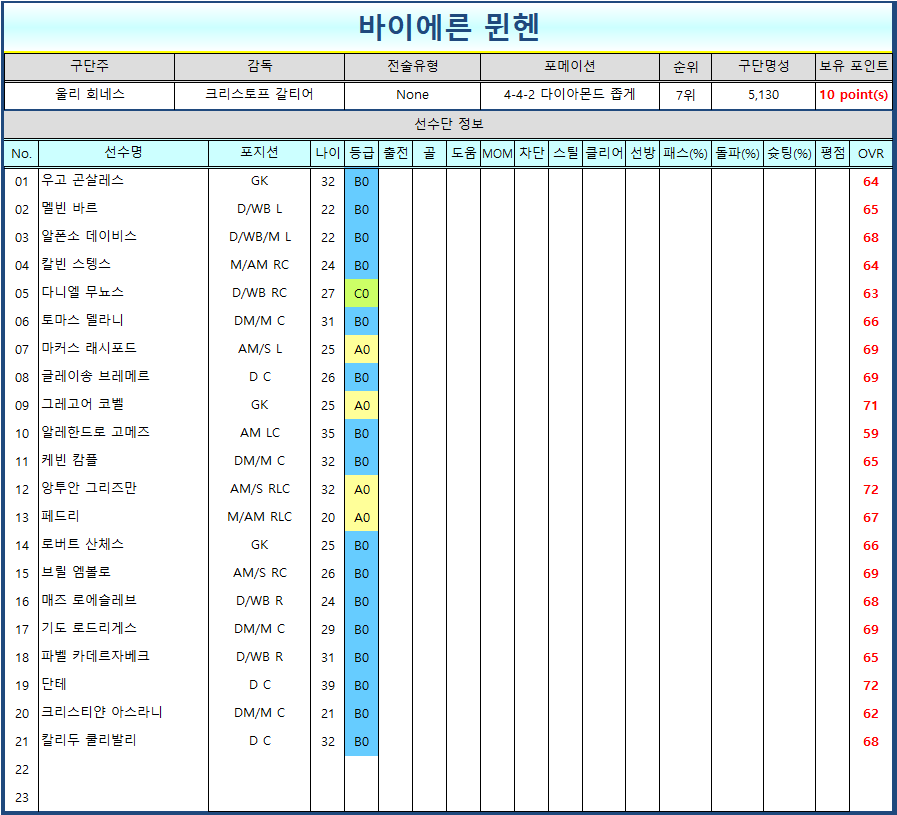 바이에른 뮌헨
구단주 감독 전술유형 포메이션 순위 구단명성 보유 포인트
울리 회네스 크리스토프 갈티어 None 4-4-2 다이아몬드 좁게 7위 5,130 10 point(s)
선수단 정보
No. 선수명 포지션 나이 등급 출전 골 도움 MOM 차단 스틸 클리어 선방 패스(%) 돌파(%) 슛팅(%) 평점 OVR
01 우고 곤살레스 GK 32 B0 64
02 멜빈 바르 D/WB L 22 B0 65
03 알폰소 데이비스 D/WB/M L 22 B0 68
04 칼빈 스텡스 M/AM RC 24 B0 64
05 다니엘 무뇨스 D/WB RC 27 C0 63
06 토마스 델라니 DM/M C 31 B0 66
07 마커스 래시포드 AM/S L 25 A0 69
08 글레이송 브레메르 D C 26 B0 69
09 그레고어 코벨 GK 25 A0 71
10 알레한드로 고메즈 AM LC 35 B0 59
11 케빈 캄플 DM/M C 32 B0 65
12 앙투안 그리즈만 AM/S RLC 32 A0 72
13 페드리 M/AM RLC 20 A0 67
14 로버트 산체스 GK 25 B0 66
15 브릴 엠볼로 AM/S RC 26 B0 69
16 매즈 로에슬레브 D/WB R 24 B0 68
17 기도 로드리게스 DM/M C 29 B0 69
18 파벨 카데르자베크 D/WB R 31 B0 65
19 단테 D C 39 B0 72
20 크리스티얀 아스라니 DM/M C 21 B0 62
21 칼리두 쿨리발리 D C 32 B0 68
22
23